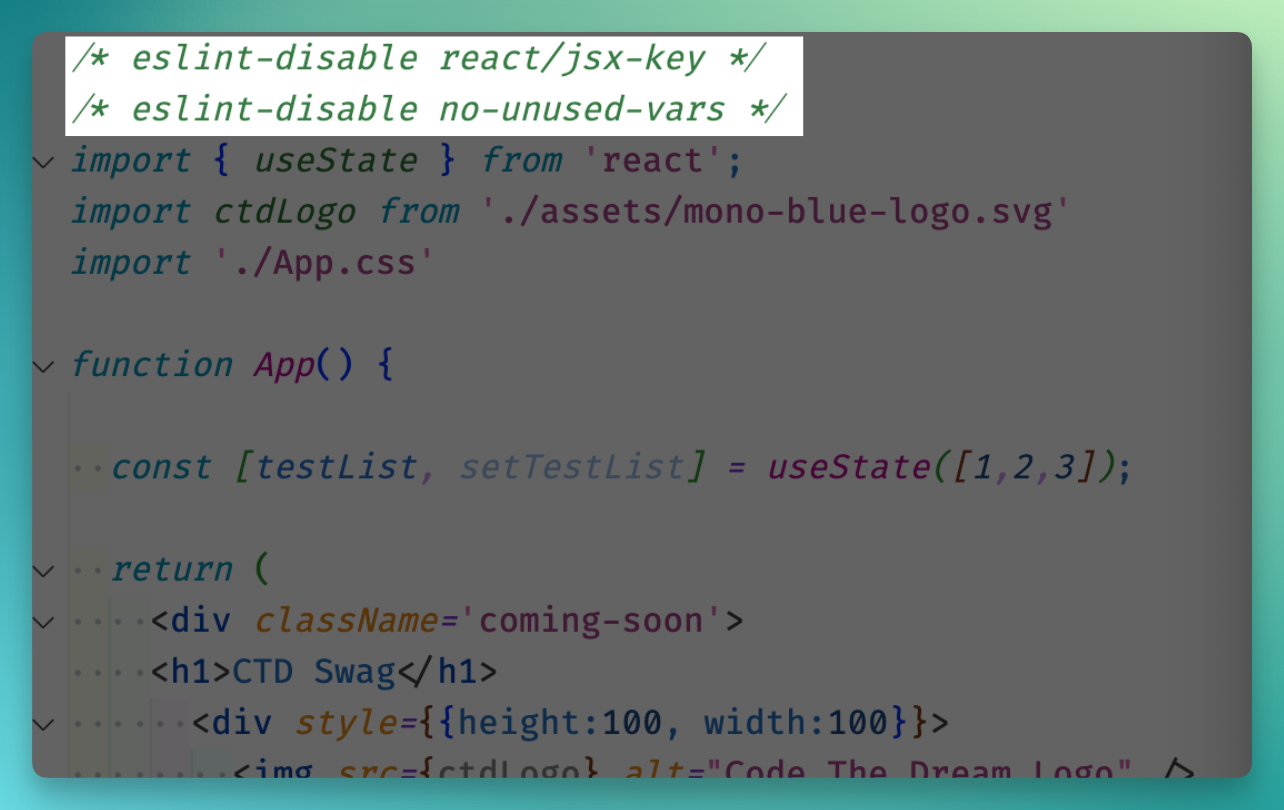 /* eslint-disable react/jsx-key */
/* eslint-disable no-unused-vars */
import { useState } from 'react';
import ctdLogo from './assets/mono-blue-logo.svg'
import './App.css'
function App() {
const [testList, setTestList] = useState([1,2,3]);
return (
<div className='coming-soon'>
<h1>CTD Swag</h1>
<div style={{height:100, width:100}}>
<img src={ctdLogo} alt="Code The Dream Logo" />